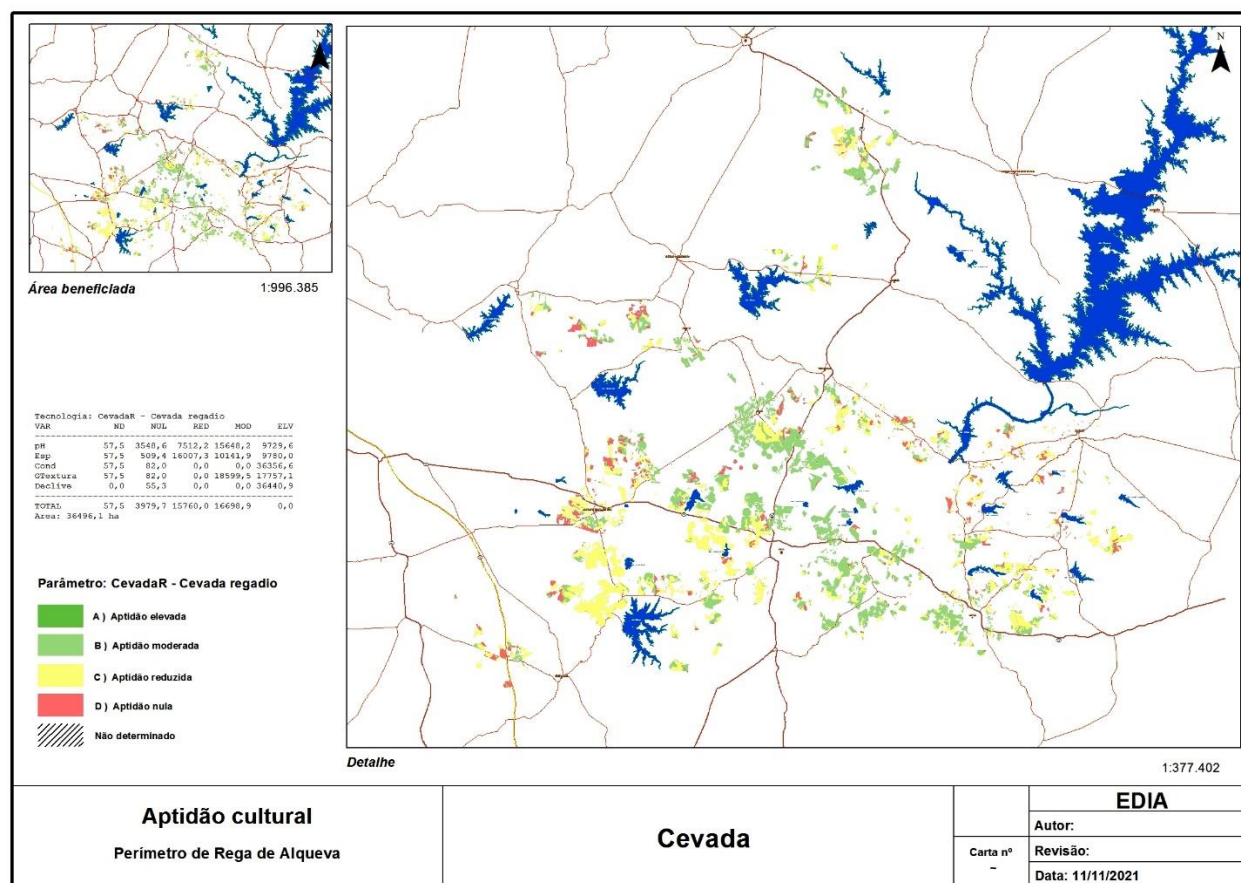 N
N
Área beneficiada 1:996.385
Tecnologia: CevadaR - Cevada regadio
VAR ND NUL RED MOD ELV
pH 57,5 3548,6 7512,2 15648,2 9729,6
Esp 57,5 509,4 16007,3 10141,9 9780,0
Cond 57,5 82,0 0,0 0,0 36356,6
GTextura 57,5 82,0 0,0 18599,5 17757,1
Declive 0,0 55,3 0,0 0,0 36440,9
TOTAL 57,5 3979,7 15760,0 16698,9 0,0
Area: 36496,1 ha
Parâmetro: CevadaR - Cevada regadio
A ) Aptidão elevada
B ) Aptidão moderada
C ) Aptidão reduzida
D ) Aptidão nula
Não determinado
Detalhe
1:377.402
Aptidão cultural
Perímetro de Rega de Alqueva
Cevada
Carta nº
~
EDIA
Autor:
Revisão:
Data: 11/11/2021